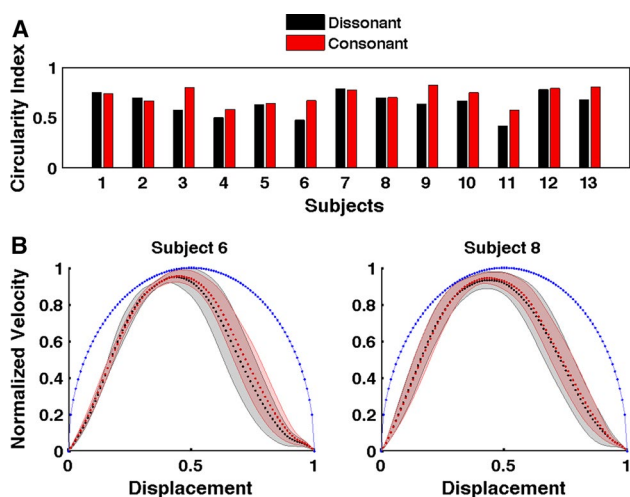 A
Dissonant
Consonant
Circularity Index
1
0.5
0
1 2 3 4 5 6 7 8 9 10 11 12 13
Subjects
B
Subject 6
Subject 8
Normalized Velocity
1
0.8
0.6
0.4
0.2
0
0 0.5 1
Displacement
1
0.8
0.6
0.4
0.2
0
0 0.5 1
Displacement